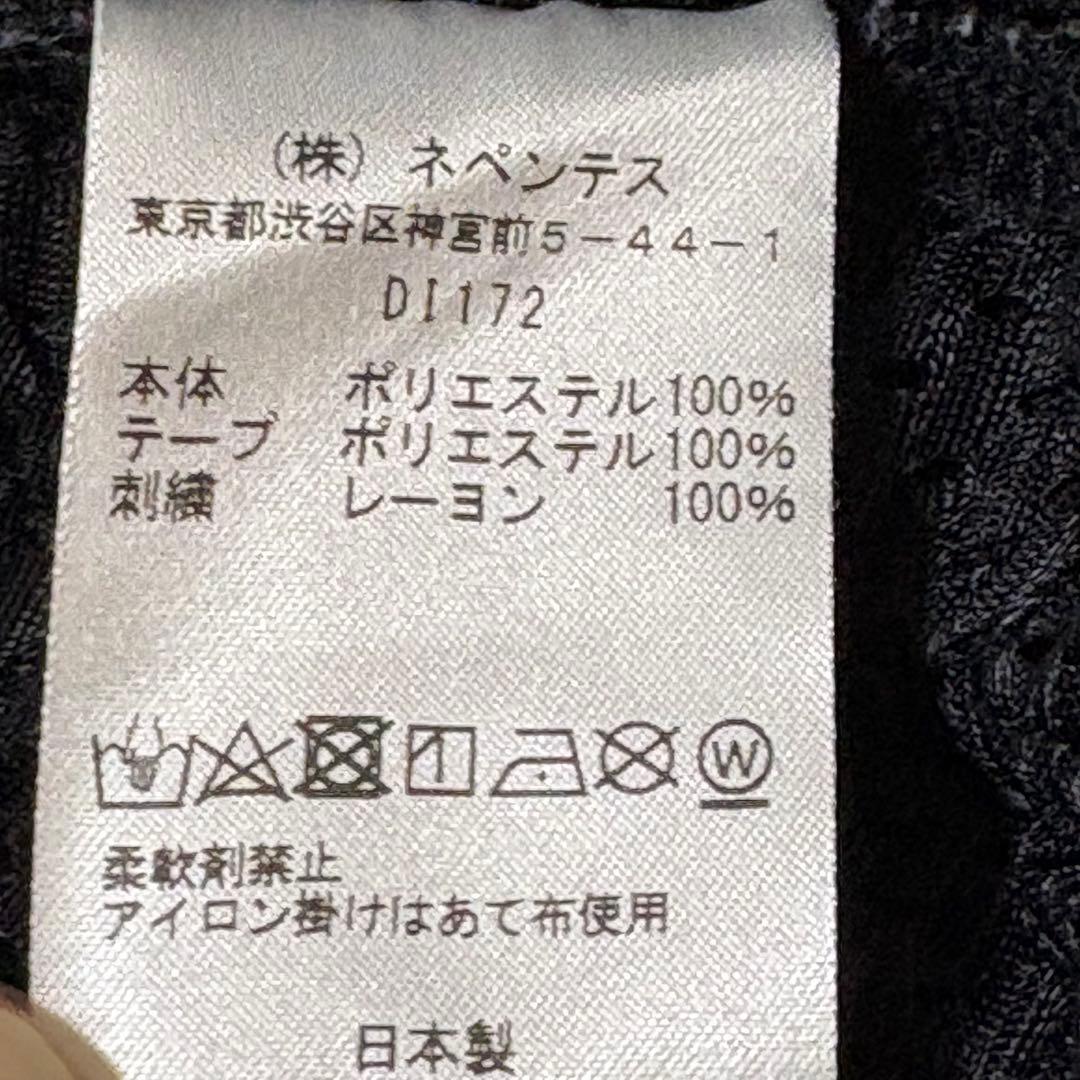 (株) ネペンテス
東京都渋谷区神宮前5-44-1
DI172
本体 ポリエステル100%
テープ ポリエステル100%
刺繍 レーヨン 100%
W
柔軟剤禁止
アイロン掛けはあて布使用
日本製